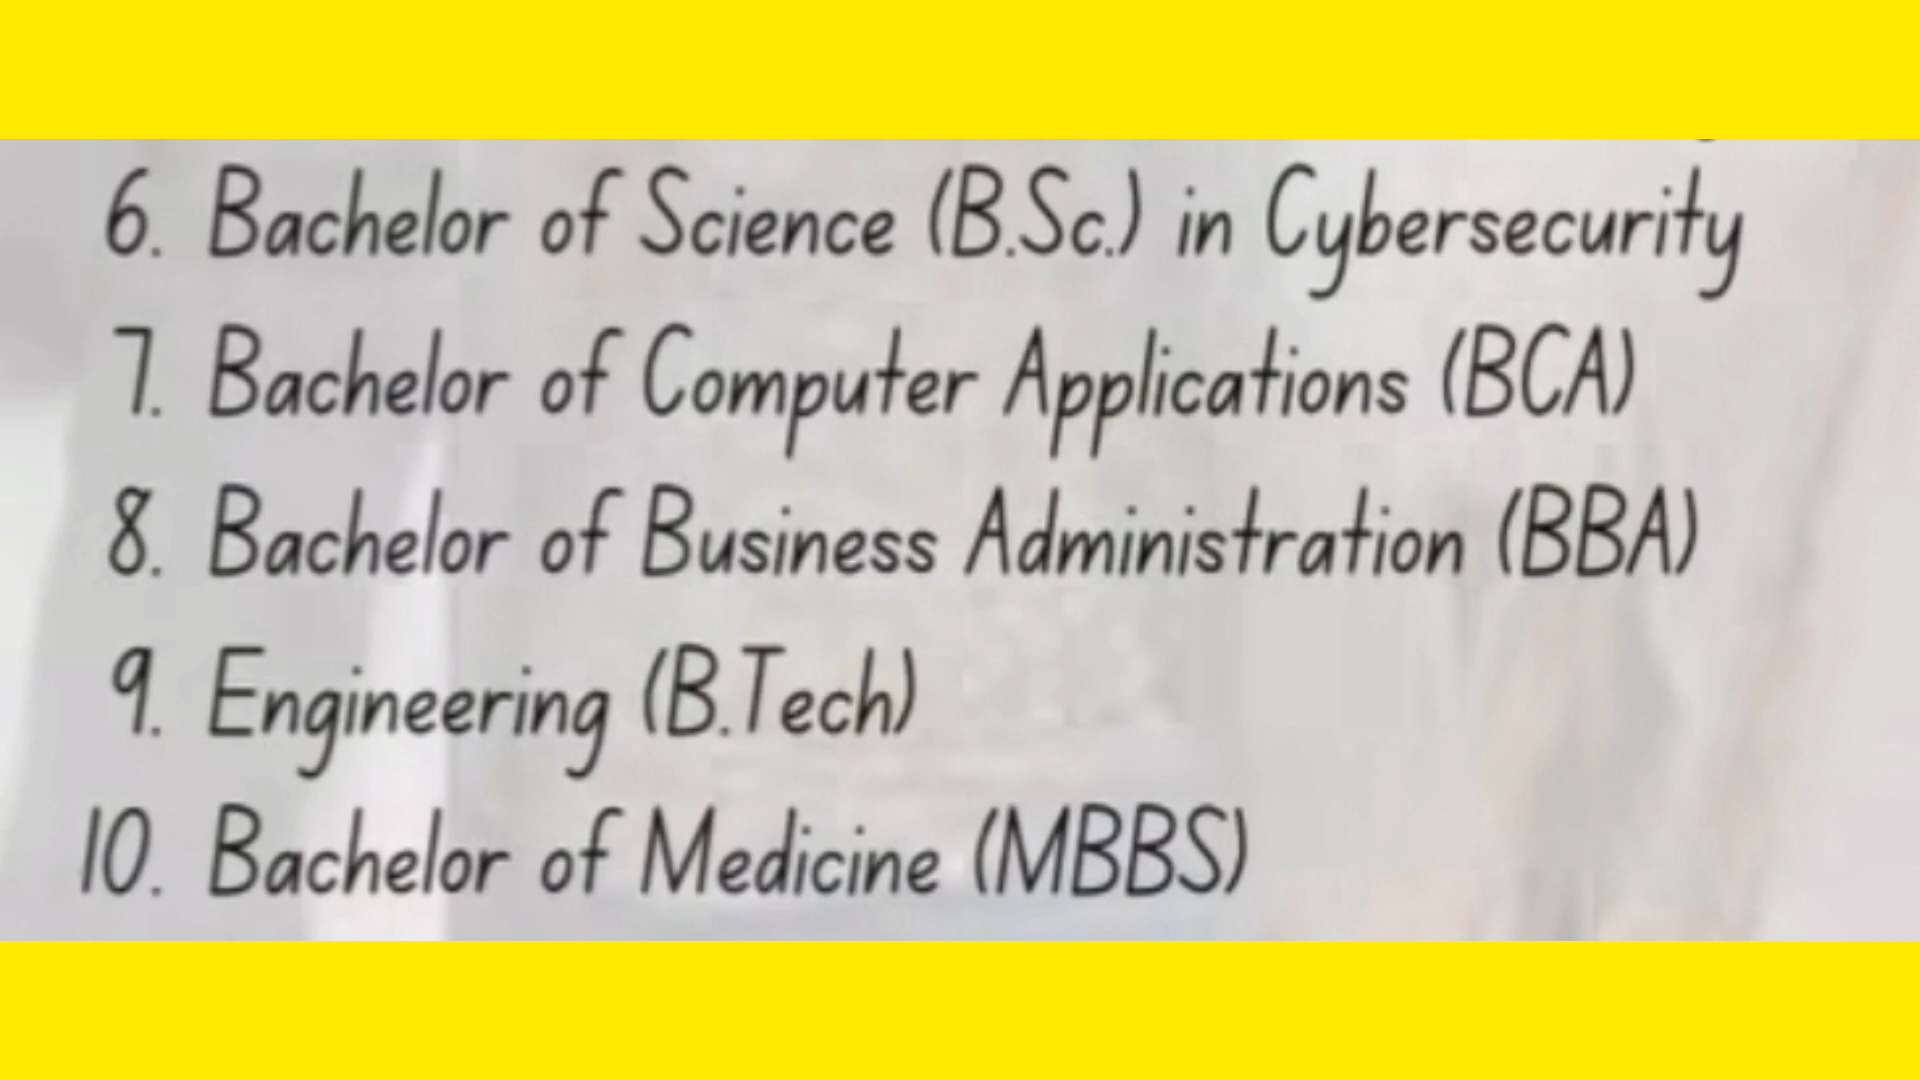 6. Bachelor of Science (B.Sc.) in Cybersecurity
7. Bachelor of Computer Applications (BCA)
8. Bachelor of Business Administration (BBA)
9. Engineering (B.Tech)
10. Bachelor of Medicine (MBBS)